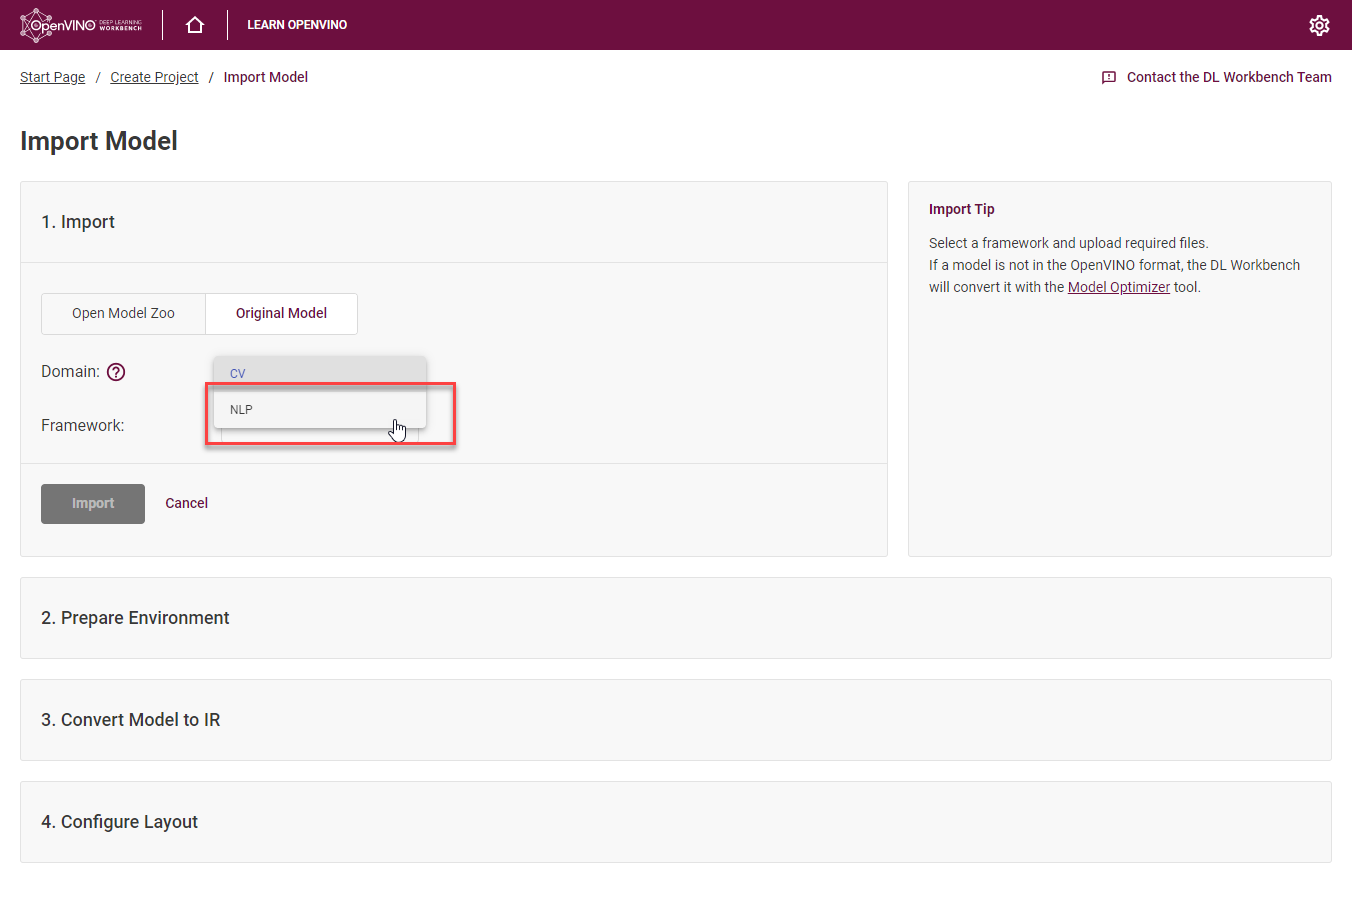 OpenVINO DEEP LEARNING WORKBENCH
LEARN OPENVINO
Start Page / Create Project / Import Model
Contact the DL Workbench Team
Import Model
1. Import
Open Model Zoo
Original Model
Domain: ?
CV
NLP
Framework:
Import
Cancel
Import Tip
Select a framework and upload required files.
If a model is not in the OpenVINO format, the DL Workbench
will convert it with the Model Optimizer tool.
2. Prepare Environment
3. Convert Model to IR
4. Configure Layout